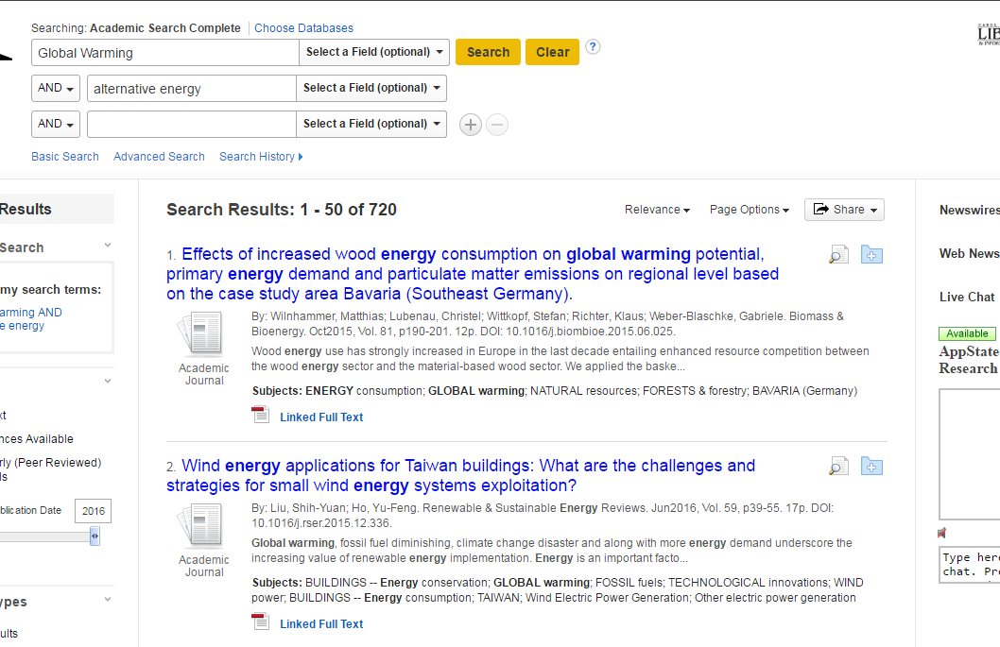 Searching: Academic Search Complete Choose Databases
Global Warming Select a Field (optional) Search Clear ?
AND alternative energy Select a Field (optional)
AND Select a Field (optional)
Basic Search Advanced Search Search History
LIB
Results
Search
my search terms:
arming AND
e energy
xt
nces Available
rly (Peer Reviewed)
ls
blication Date 2016
ypes
ults
Search Results: 1 - 50 of 720 Relevance Page Options Share
1. Effects of increased wood energy consumption on global warming potential,
primary energy demand and particulate matter emissions on regional level based
on the case study area Bavaria (Southeast Germany).
Academic
Journal
By: Wilnhammer, Matthias; Lubenau, Christel; Wittkopf, Stefan; Richter, Klaus; Weber-Blaschke, Gabriele. Biomass &
Bioenergy. Oct2015, Vol. 81, p190-201. 12p. DOI: 10.1016/j.biombioe.2015.06.025.
Wood energy use has strongly increased in Europe in the last decade entailing enhanced resource competition between
the wood energy sector and the material-based wood sector. We applied the baske...
Subjects: ENERGY consumption; GLOBAL warming; NATURAL resources; FORESTS & forestry; BAVARIA (Germany)
Linked Full Text
2. Wind energy applications for Taiwan buildings: What are the challenges and
strategies for small wind energy systems exploitation?
Academic
Journal
By: Liu, Shih-Yuan; Ho, Yu-Feng. Renewable & Sustainable Energy Reviews. Jun2016, Vol. 59, p39-55. 17p. DOI:
10.1016/j.rser.2015.12.336.
Global warming, fossil fuel diminishing, climate change disaster and along with more energy demand underscore the
increasing value of renewable energy implementation. Energy is an important facto...
Subjects: BUILDINGS -- Energy conservation; GLOBAL warming; FOSSIL fuels; TECHNOLOGICAL innovations; WIND
power; BUILDINGS -- Energy consumption; TAIWAN; Wind Electric Power Generation; Other electric power generation
Linked Full Text
Newswires
Web News
Live Chat
Available
AppState
Research
Type here
chat. Pre